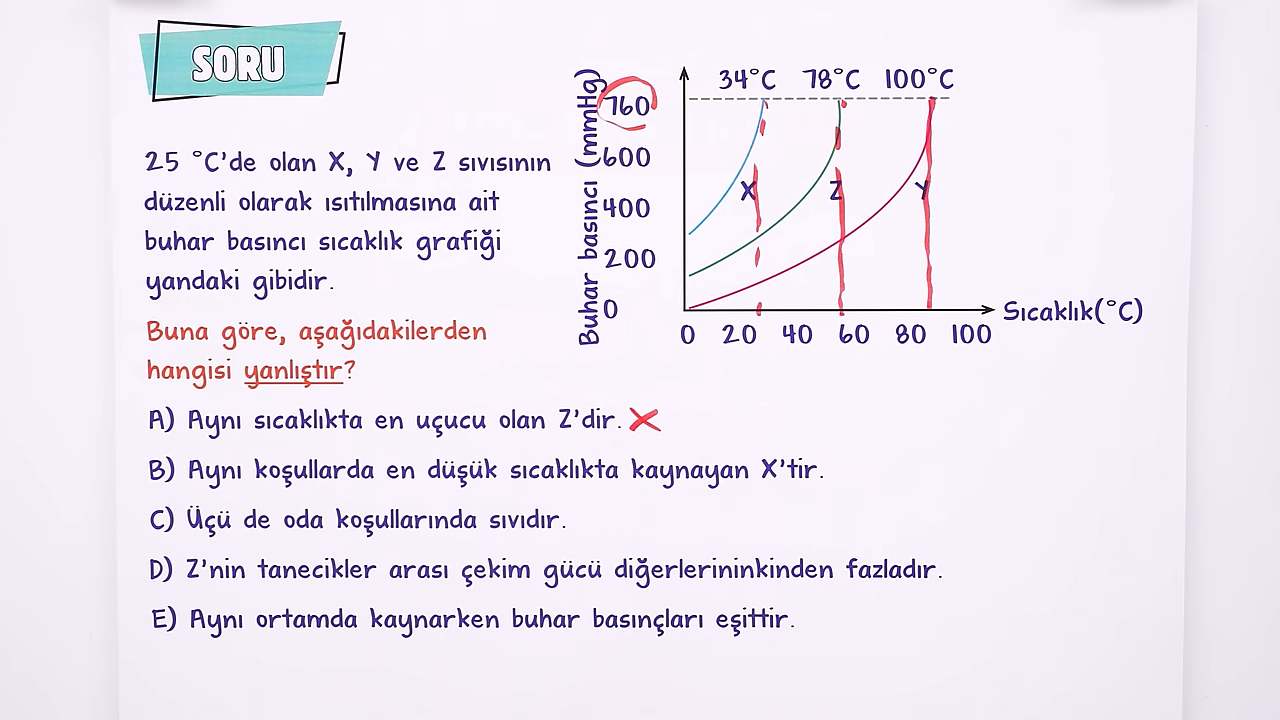 SORU
25 °C'de olan X, Y ve Z sıvısının
düzenli olarak ısıtılmasına ait
buhar basıncı sıcaklık grafiği
yandaki gibidir.
Buna göre, aşağıdakilerden
hangisi yanlıştır?
Buhar basıncı (mmHg)
34°C 78°C 100°C
760
600
400
200
0
X Z Y
0 20 40 60 80 100
Sıcaklık(°C)
A) Aynı sıcaklıkta en uçucu olan Z'dir.
B) Aynı koşullarda en düşük sıcaklıkta kaynayan X'tir.
C) Üçü de oda koşullarında sıvıdır.
D) Z'nin tanecikler arası çekim gücü diğerlerininkinden fazladır.
E) Aynı ortamda kaynarken buhar basınçları eşittir.